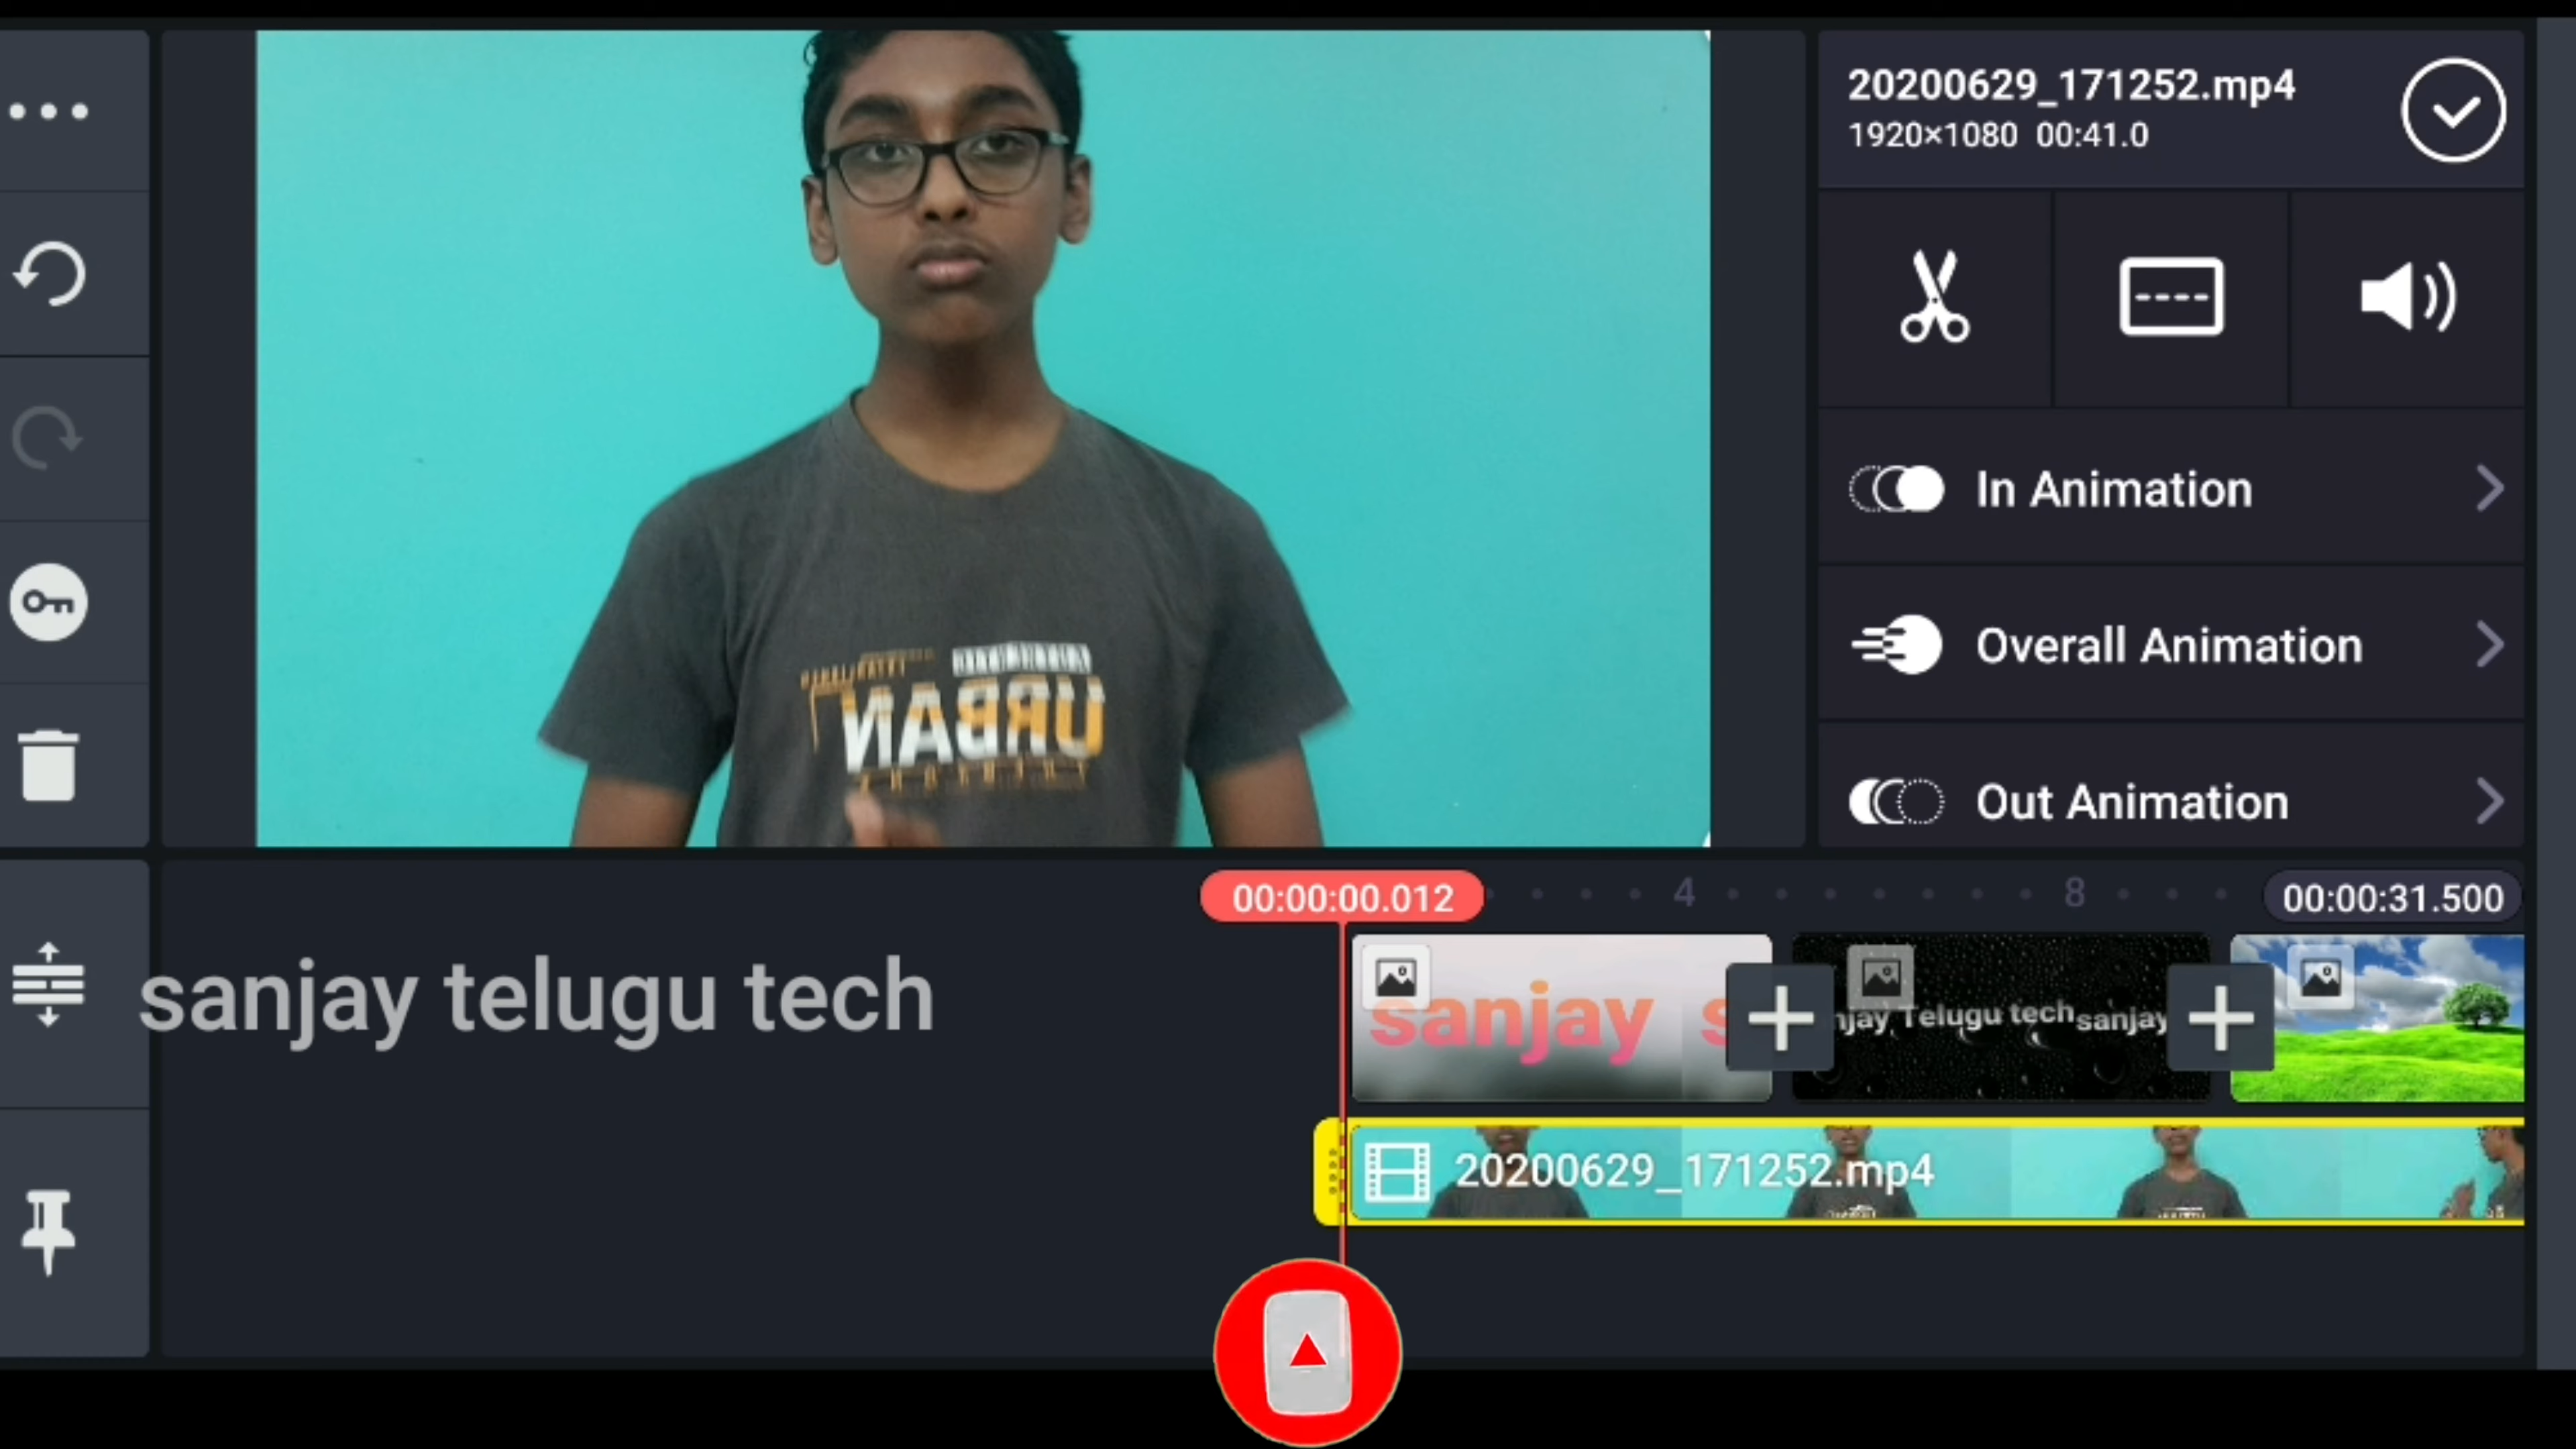 20200629_171252.mp4
1920×1080 00:41.0
In Animation
Overall Animation
Out Animation
URBAN
00:00:00.012
4
8
00:00:31.500
sanjay telugu tech
sanjay s
njay Telugu tech sanjay
20200629_171252.mp4